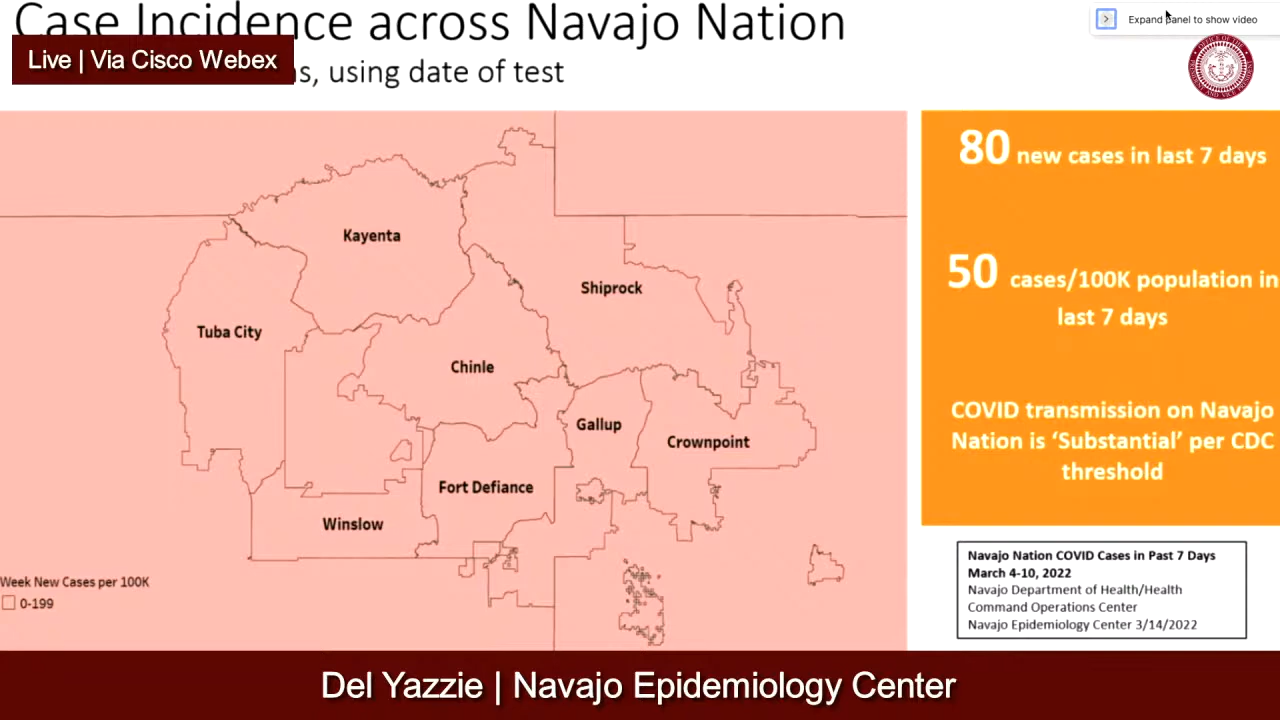 Case Incidence across Navajo Nation
Expand panel to show video
Live | Via Cisco Webex
s, using date of test
80 new cases in last 7 days
50 cases/100K population in
last 7 days
COVID transmission on Navajo
Nation is ‘Substantial’ per CDC
threshold
Kayenta
Shiprock
Tuba City
Chinle
Gallup
Crownpoint
Fort Defiance
Winslow
Week New Cases per 100K
0-199
Navajo Nation COVID Cases in Past 7 Days
March 4-10, 2022
Navajo Department of Health/Health
Command Operations Center
Navajo Epidemiology Center 3/14/2022
Del Yazzie | Navajo Epidemiology Center